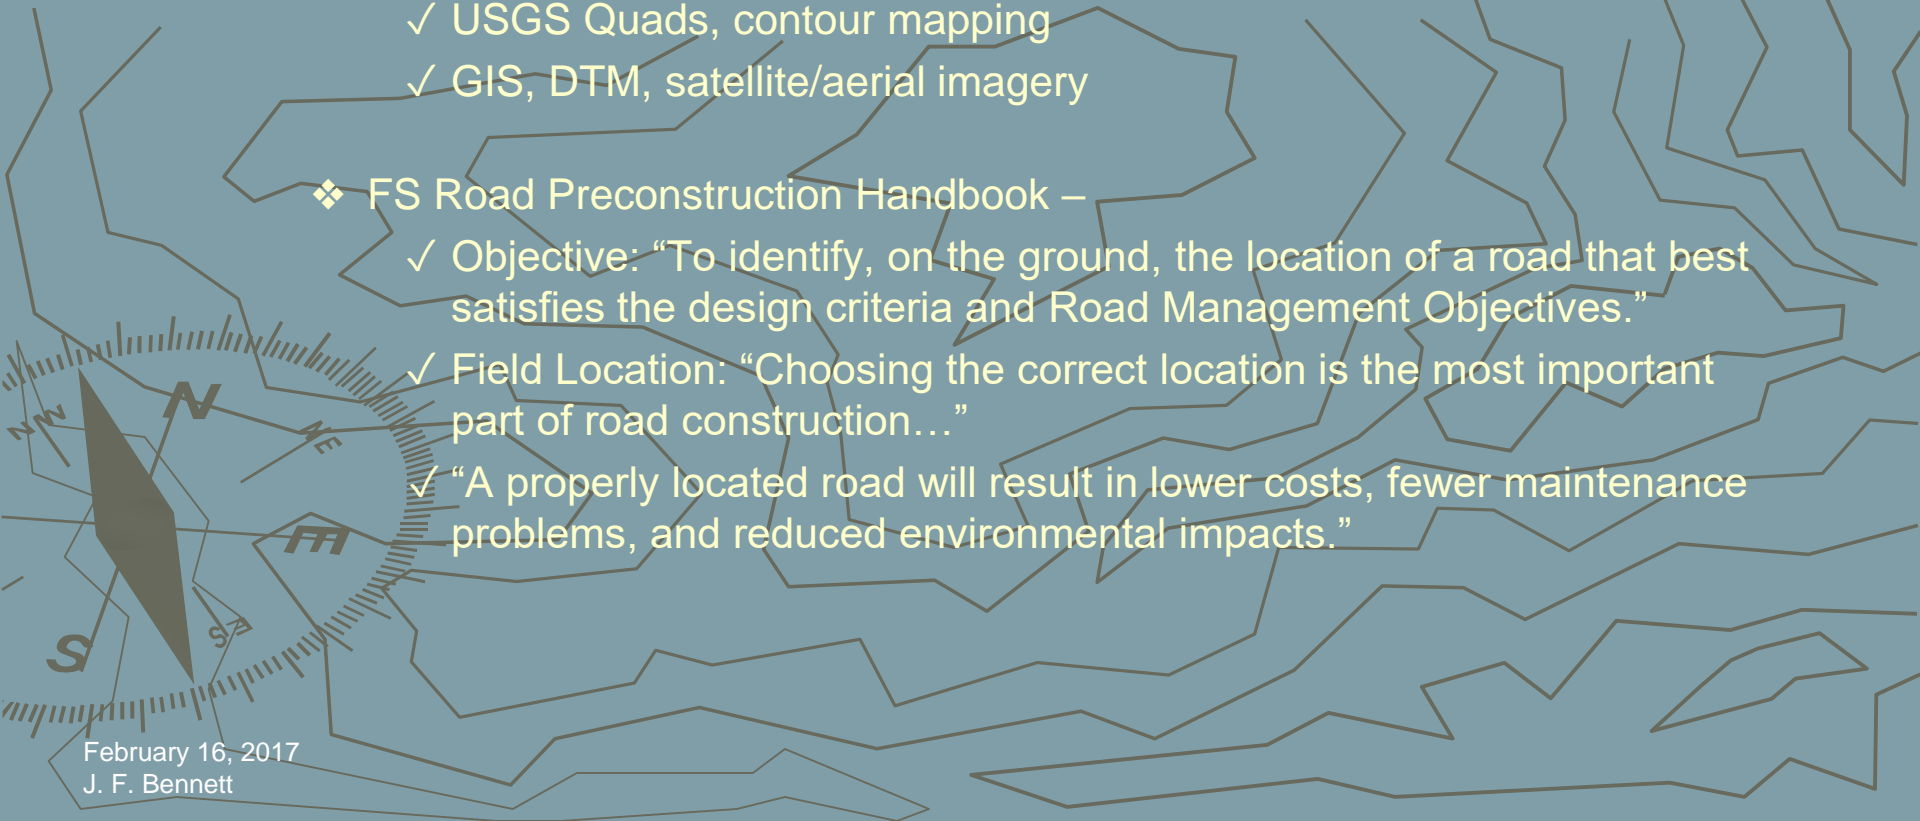 ✓ USGS Quads, contour mapping
✓ GIS, DTM, satellite/aerial imagery
❖ FS Road Preconstruction Handbook –
✓ Objective: “To identify, on the ground, the location of a road that best
satisfies the design criteria and Road Management Objectives.”
✓ Field Location: “Choosing the correct location is the most important
part of road construction…”
✓ “A properly located road will result in lower costs, fewer maintenance
problems, and reduced environmental impacts.”
N
NW
NE
E
SE
S
February 16, 2017
J. F. Bennett